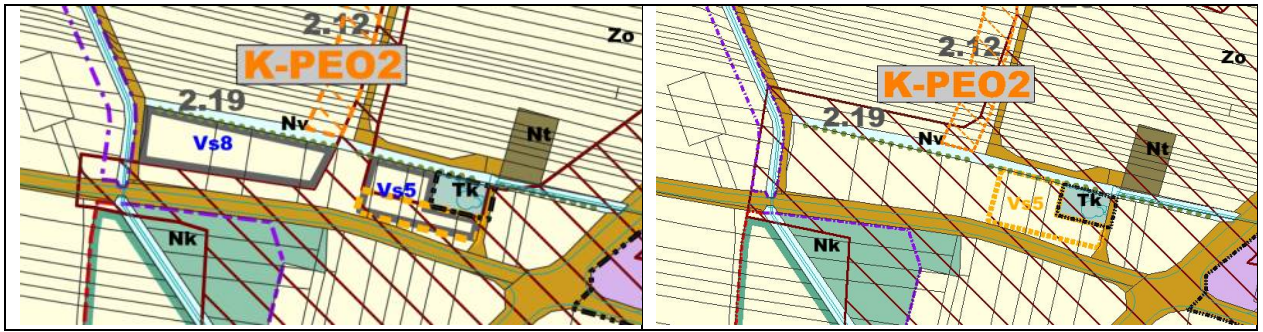 2.12
Zo
K-PEO2
2.19
Nv
Nt
Vs8
Vs5
Tk
Nk
2.12
Zo
K-PEO2
2.19
Nv
Nt
Vs5
Tk
Nk